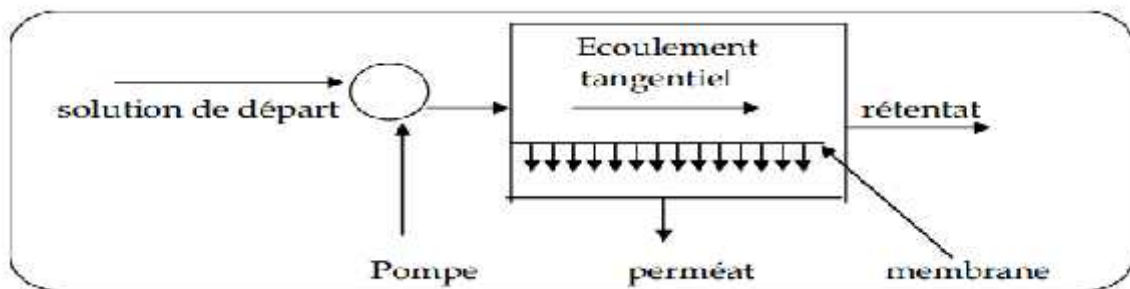 Ecoulement
tangentiel
solution de départ
rétentat
Pompe
perméat
membrane